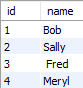 id name
1 Bob
2 Sally
3 Fred
4 Meryl